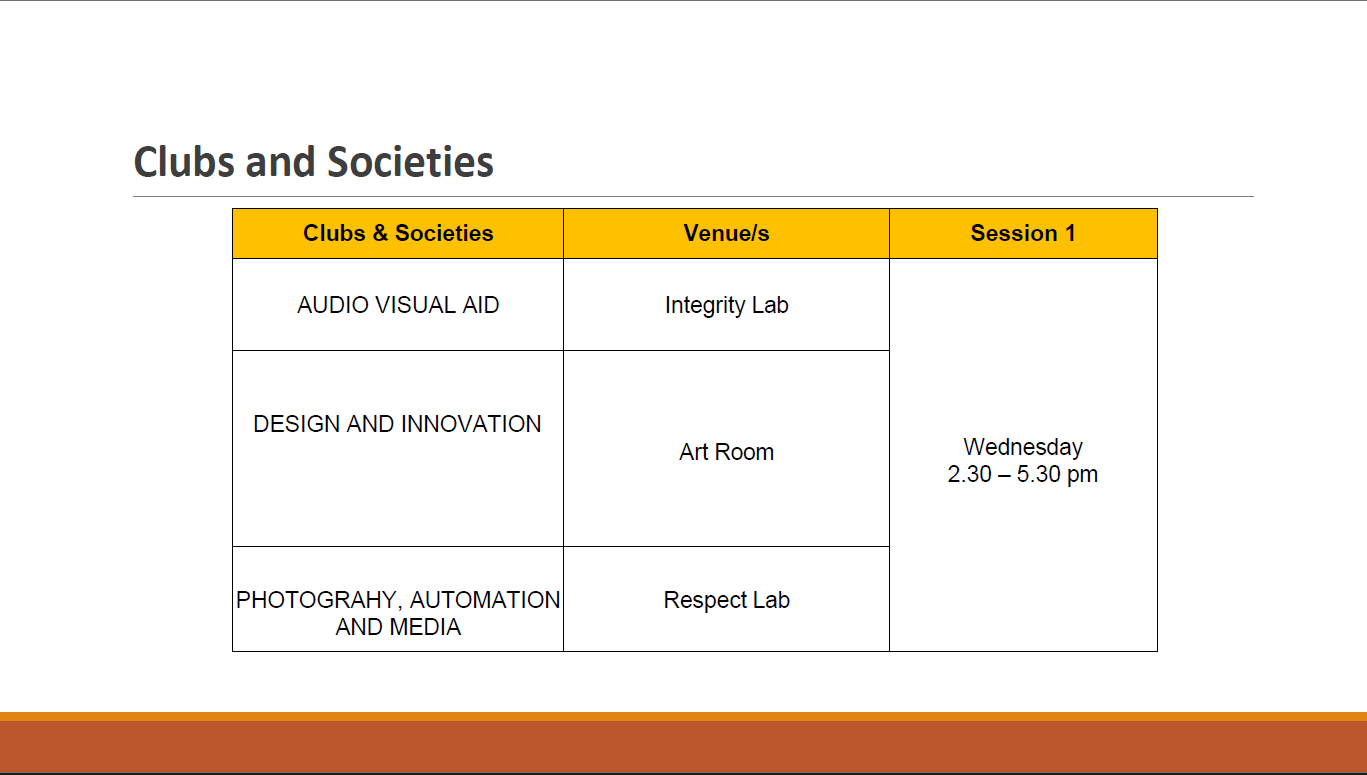 Clubs and Societies
Clubs & Societies
Venue/s
Session 1
AUDIO VISUAL AID
Integrity Lab
DESIGN AND INNOVATION
Art Room
Wednesday
2.30 – 5.30 pm
PHOTOGRAHY, AUTOMATION
AND MEDIA
Respect Lab